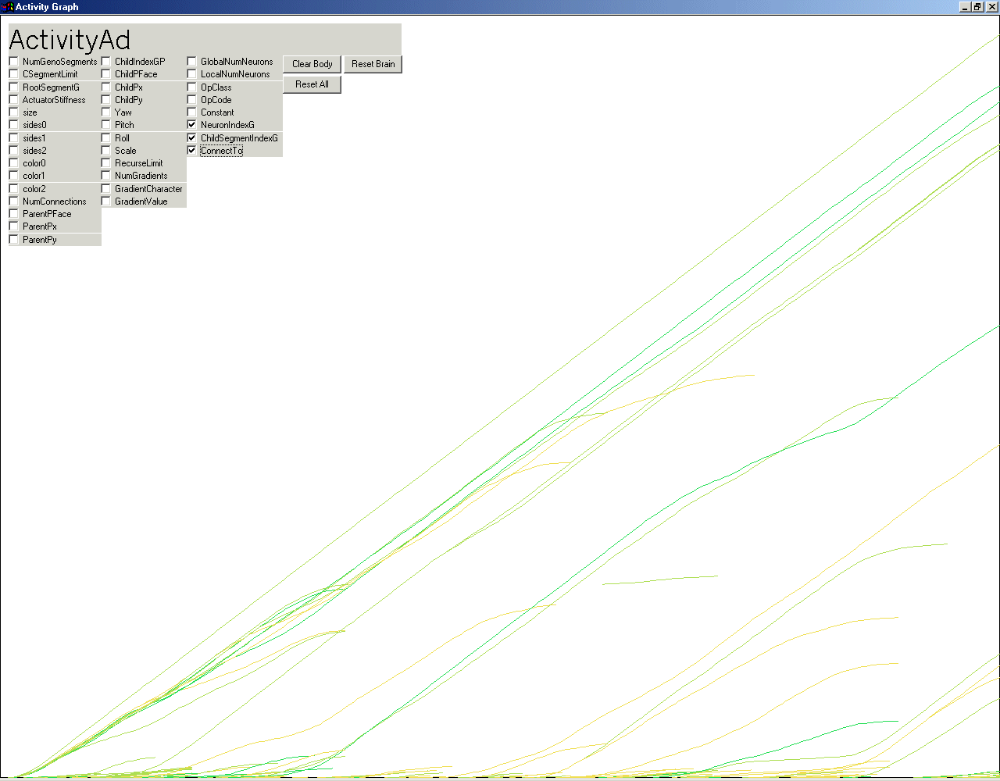 Activity Graph
ActivityAd
NumGenoSegments ChildIndexGP GlobalNumNeurons Clear Body Reset Brain
CSegmentLimit ChildPFace LocalNumNeurons
RootSegmentG ChildPx OpClass Reset All
ActuatorStiffness ChildPy OpCode
size Yaw Constant
sides0 Pitch NeuronIndexG
sides1 Roll ChildSegmentIndexG
sides2 Scale ConnectTo
color0 RecurseLimit
color1 NumGradients
color2 GradientCharacter
NumConnections GradientValue
ParentPFace
ParentPx
ParentPy